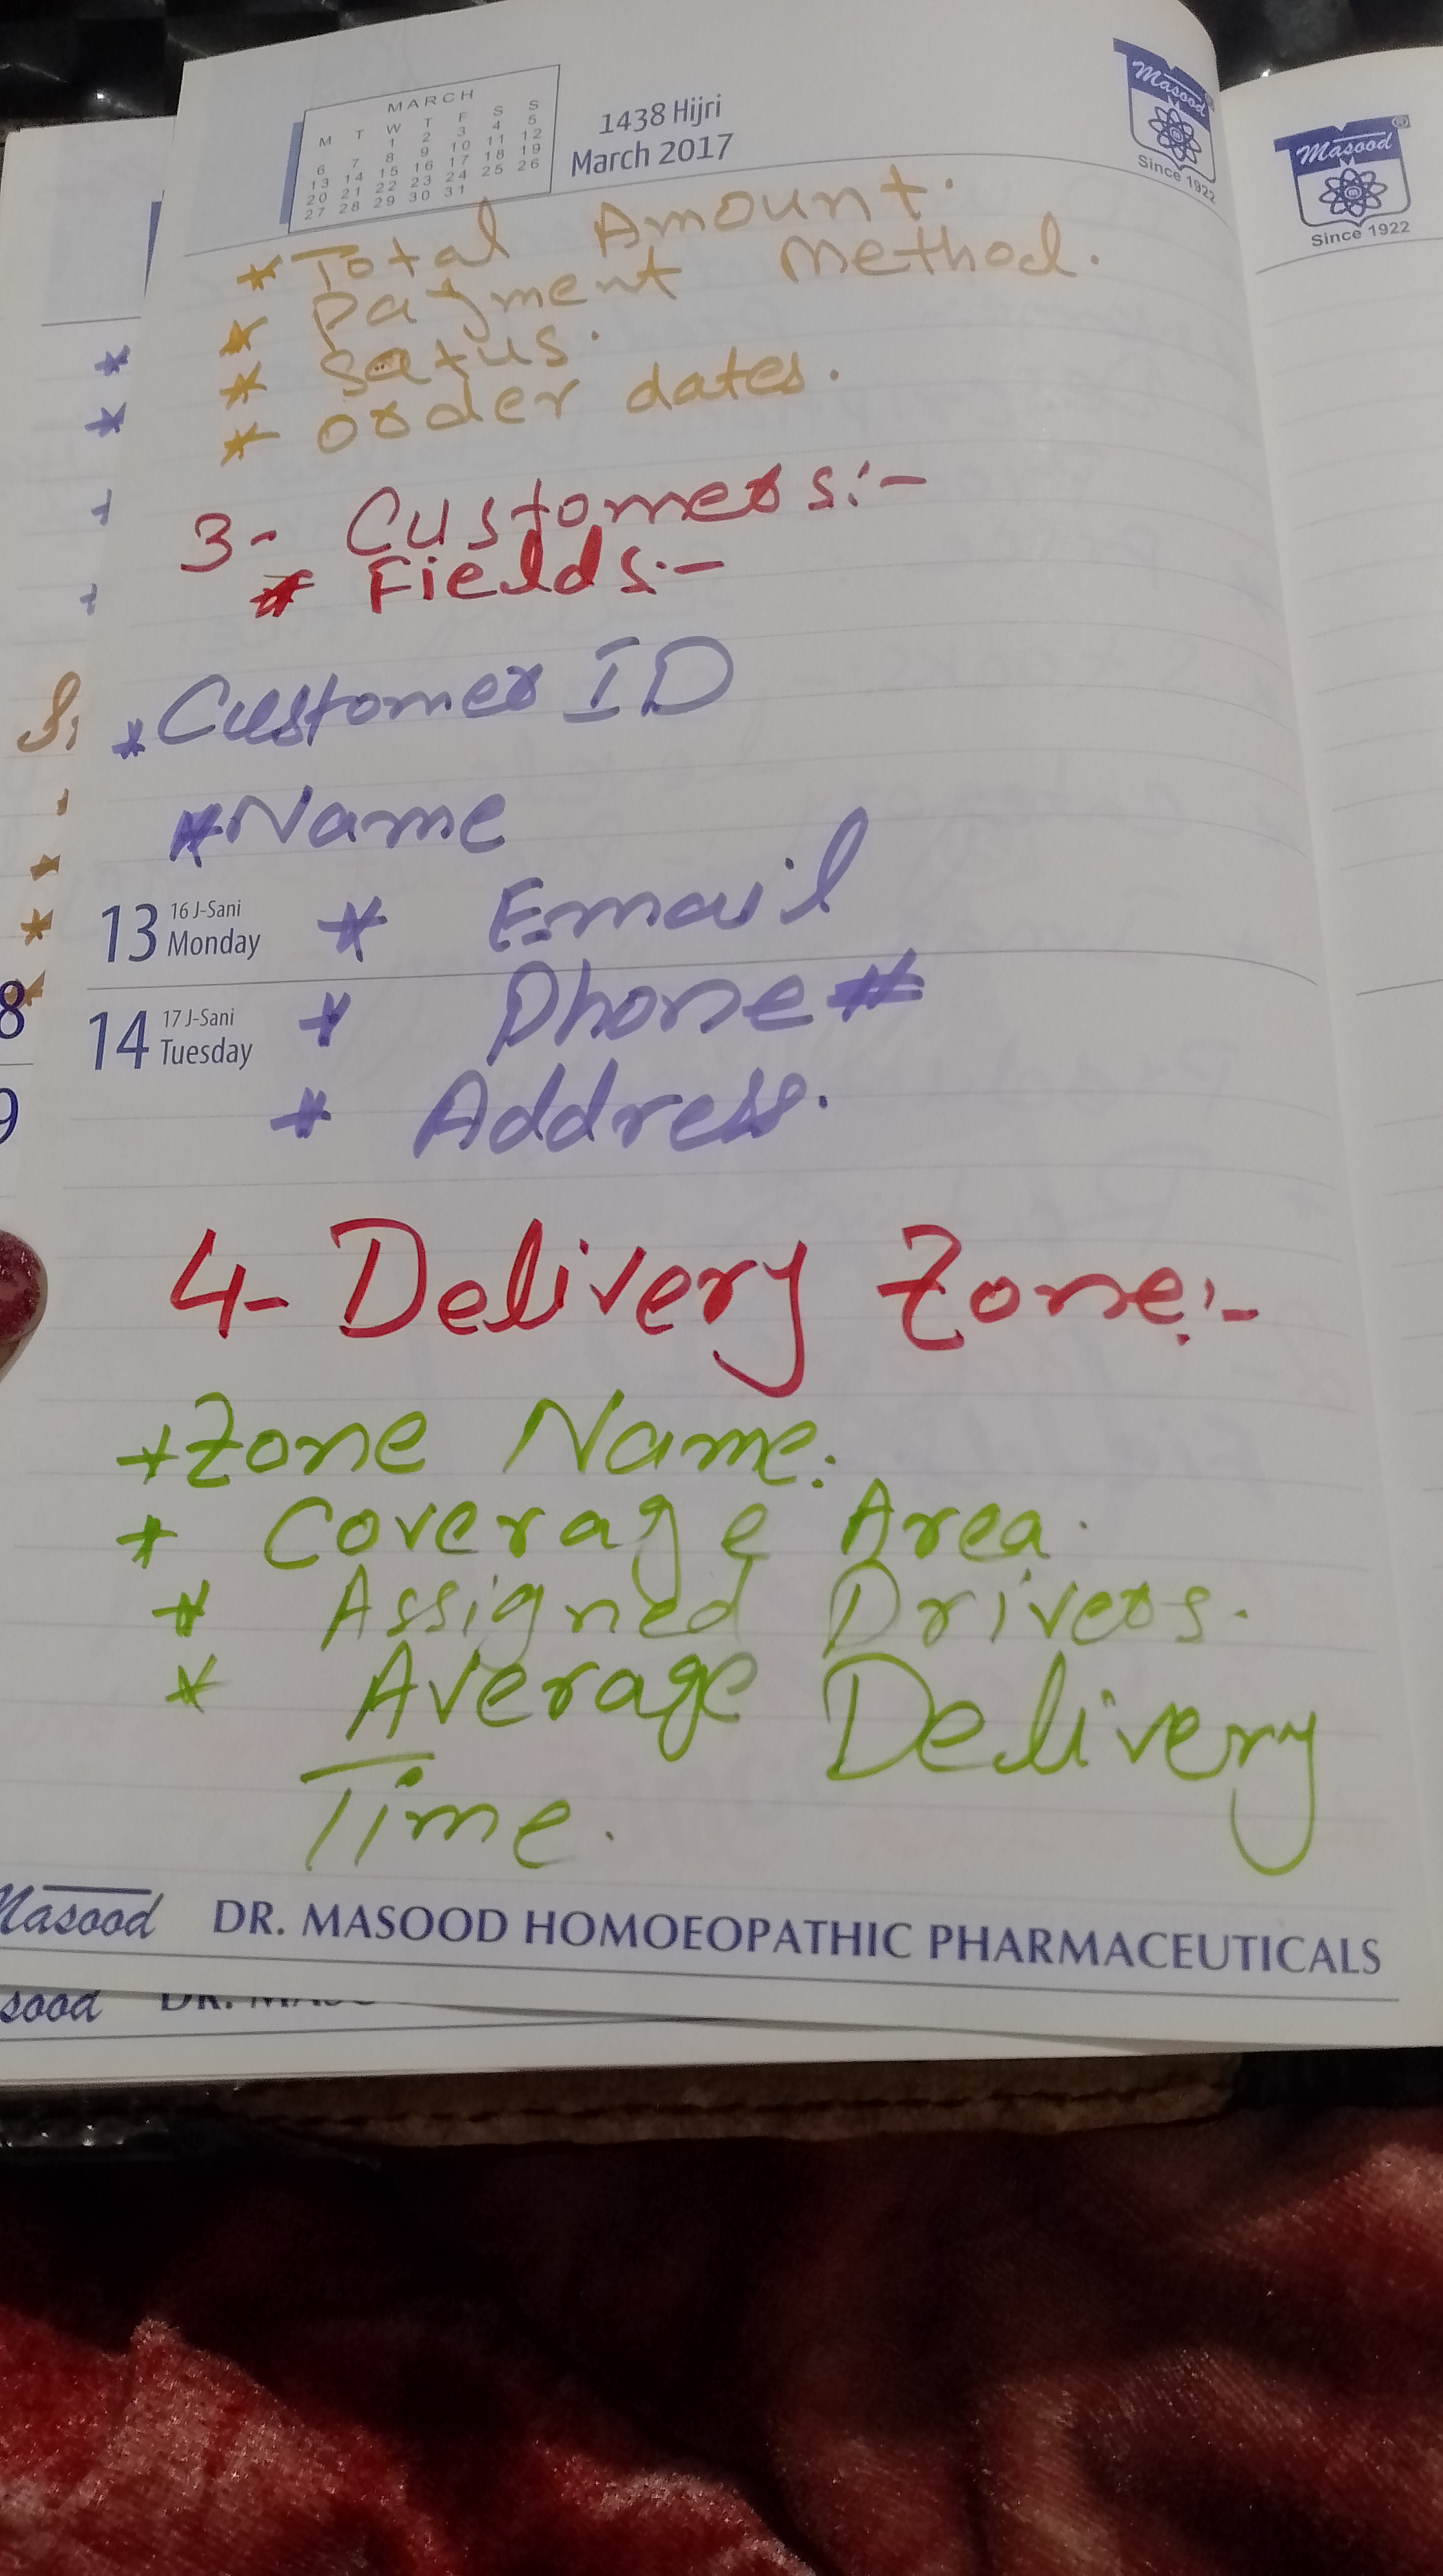 MARCH
M T W T F S S
1 2 3 4 5
6 7 8 9 10 11 12
13 14 15 16 17 18 19
20 21 22 23 24 25 26
27 28 29 30 31
1438 Hijri
March 2017
Masood
Since 1922
Masood
Since 1922
* Total Amount.
* Payment Method.
* Satus.
* order dates.
3- Customers:-
* Fields:-
* Customer ID
* Name
13 16 J-Sani Monday
* Email
14 17 J-Sani Tuesday
* Phone #
* Address.
4- Delivery Zone:-
* Zone Name.
* Coverage Area.
* Assigned Drivers.
* Average Delivery
Time.
Masood DR. MASOOD HOMOEOPATHIC PHARMACEUTICALS
8
9